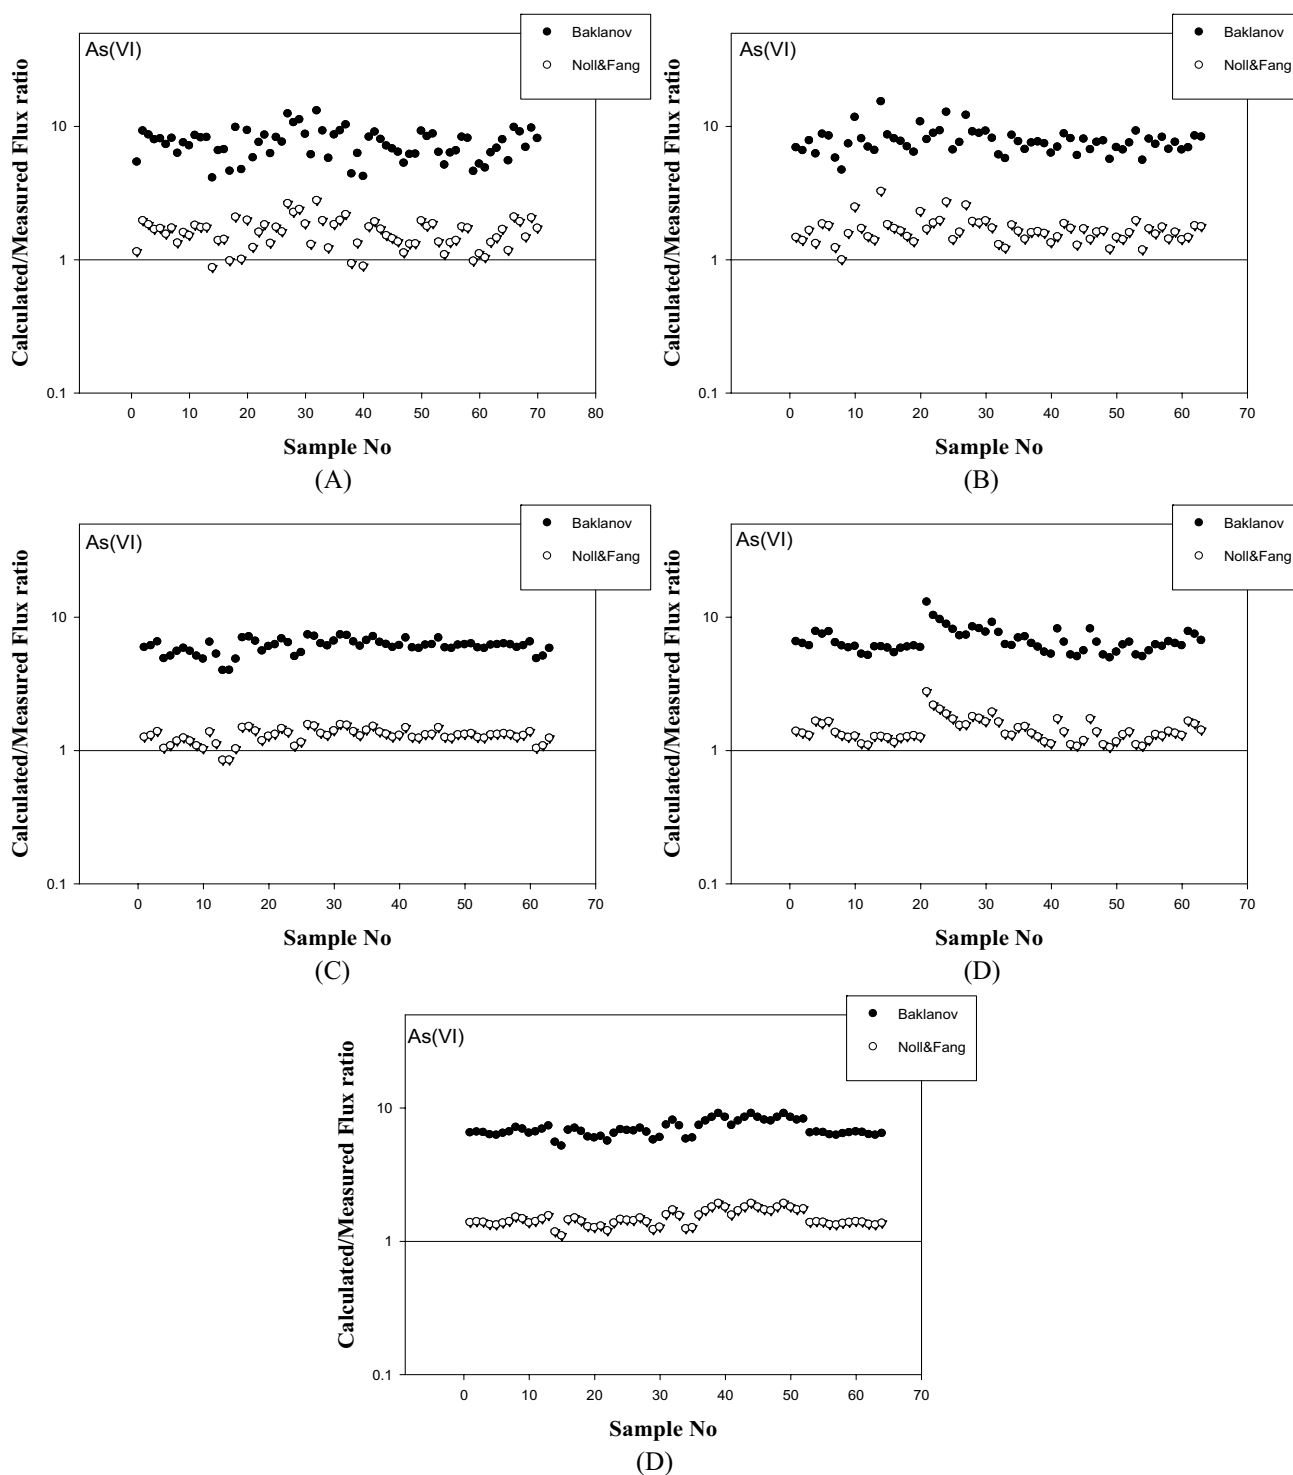 As(VI)
Baklanov
Noll&Fang
Calculated/Measured Flux ratio
10
1
0.1
0 10 20 30 40 50 60 70 80
Sample No
(A)
As(VI)
Baklanov
Noll&Fang
Calculated/Measured Flux ratio
10
1
0.1
0 10 20 30 40 50 60 70
Sample No
(B)
As(VI)
Baklanov
Noll&Fang
Calculated/Measured Flux ratio
10
1
0.1
0 10 20 30 40 50 60 70
Sample No
(C)
As(VI)
Baklanov
Noll&Fang
Calculated/Measured Flux ratio
10
1
0.1
0 10 20 30 40 50 60 70
Sample No
(D)
As(VI)
Baklanov
Noll&Fang
Calculated/Measured Flux ratio
10
1
0.1
0 10 20 30 40 50 60 70
Sample No
(D)